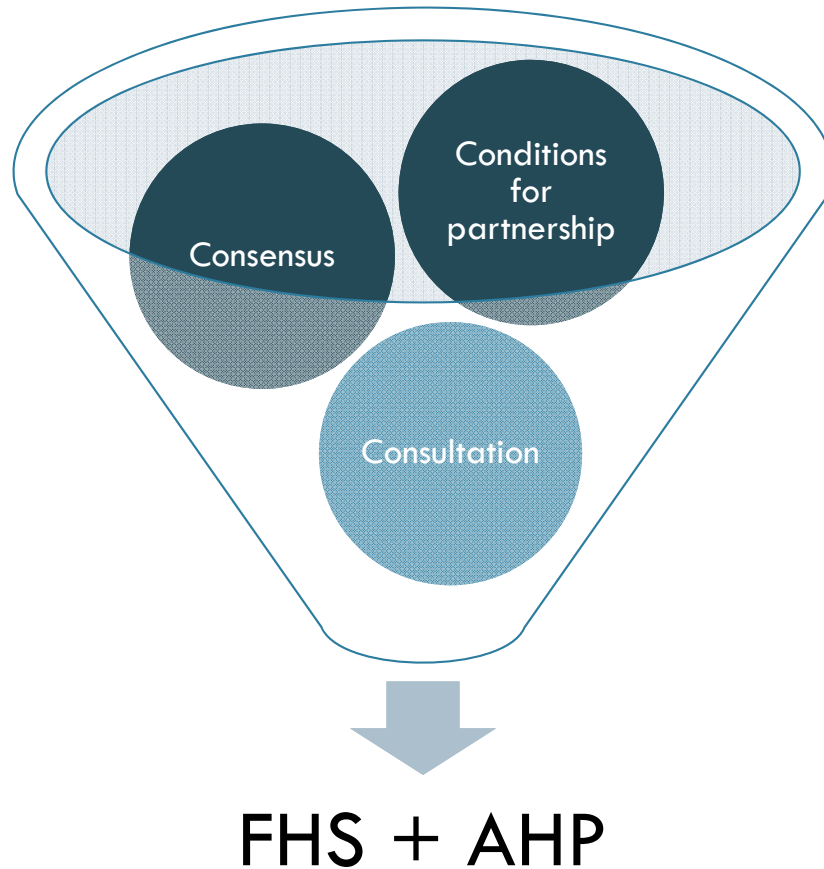 Conditions
for
partnership
Consensus
Consultation
FHS + AHP